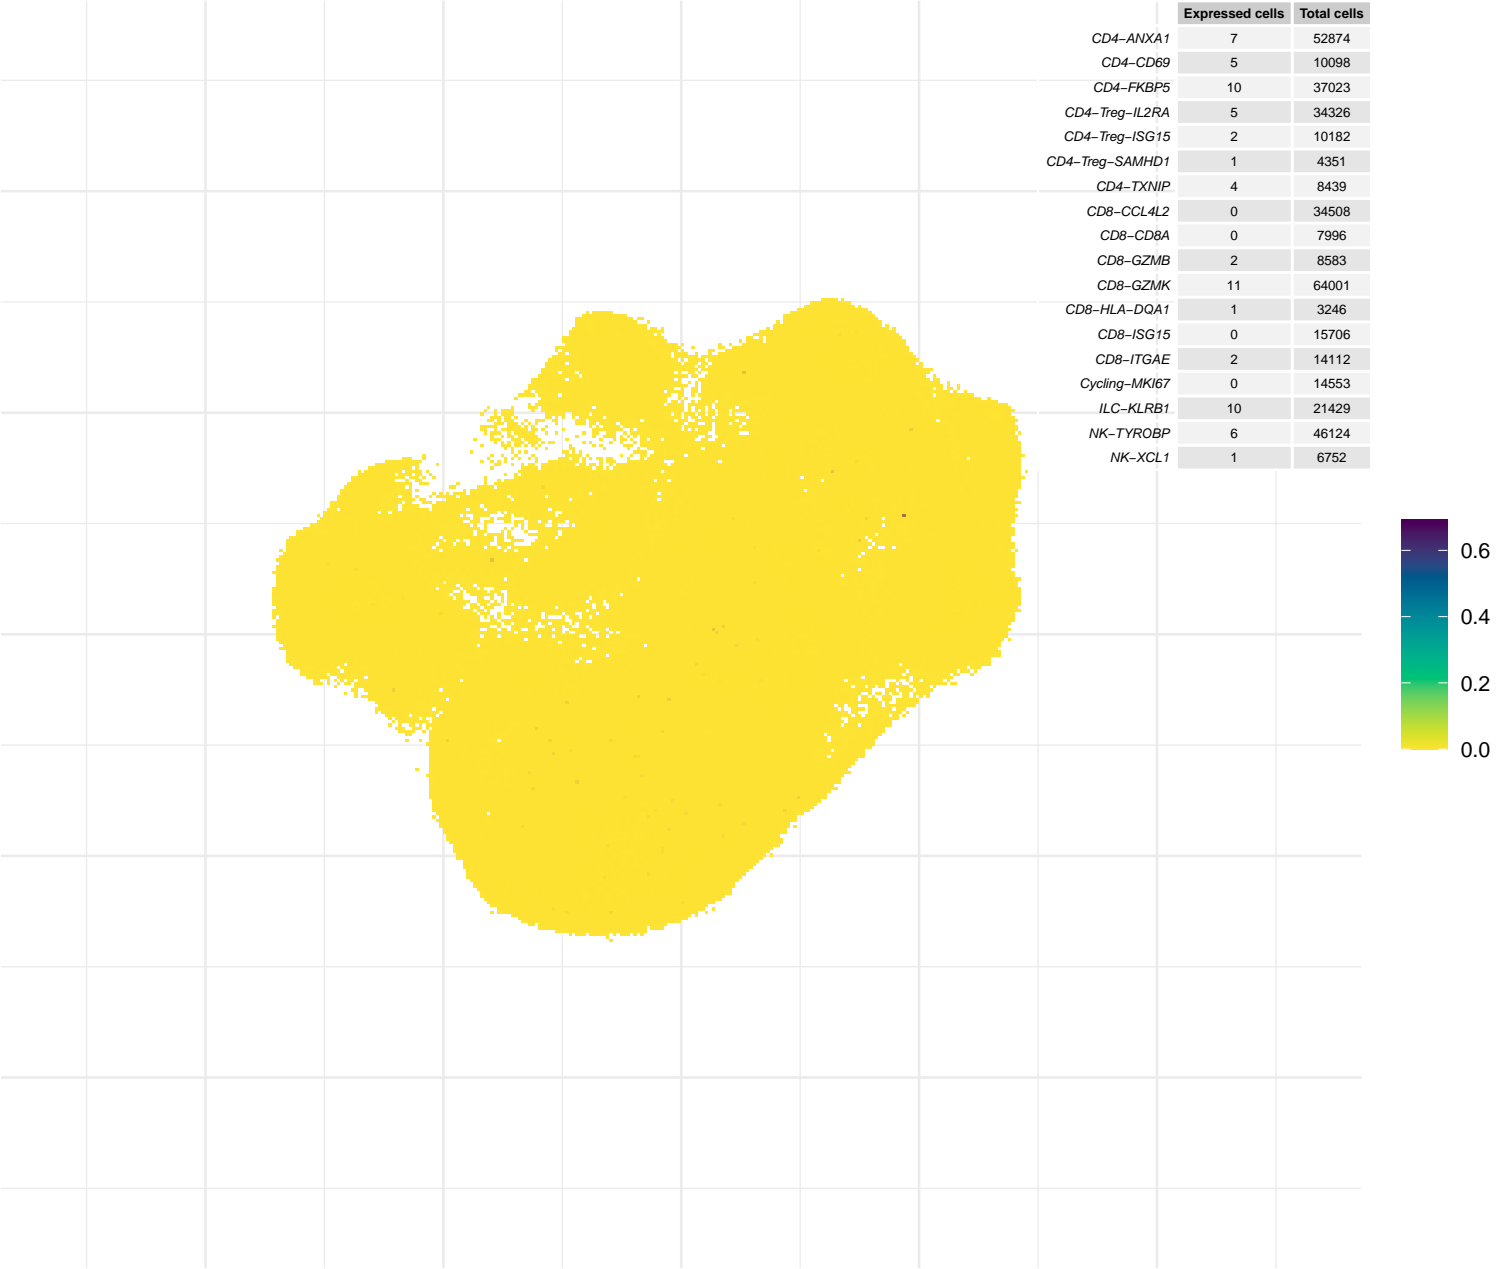 Expressed cells Total cells
CD4−ANXA1 7 52874
CD4−CD69 5 10098
CD4−FKBP5 10 37023
CD4−Treg−IL2RA 5 34326
CD4−Treg−ISG15 2 10182
CD4−Treg−SAMHD1 1 4351
CD4−TXNIP 4 8439
CD8−CCL4L2 0 34508
CD8−CD8A 0 7996
CD8−GZMB 2 8583
CD8−GZMK 11 64001
CD8−HLA−DQA1 1 3246
CD8−ISG15 0 15706
CD8−ITGAE 2 14112
Cycling−MKI67 0 14553
ILC−KLRB1 10 21429
NK−TYROBP 6 46124
NK−XCL1 1 6752
0.6
0.4
0.2
0.0